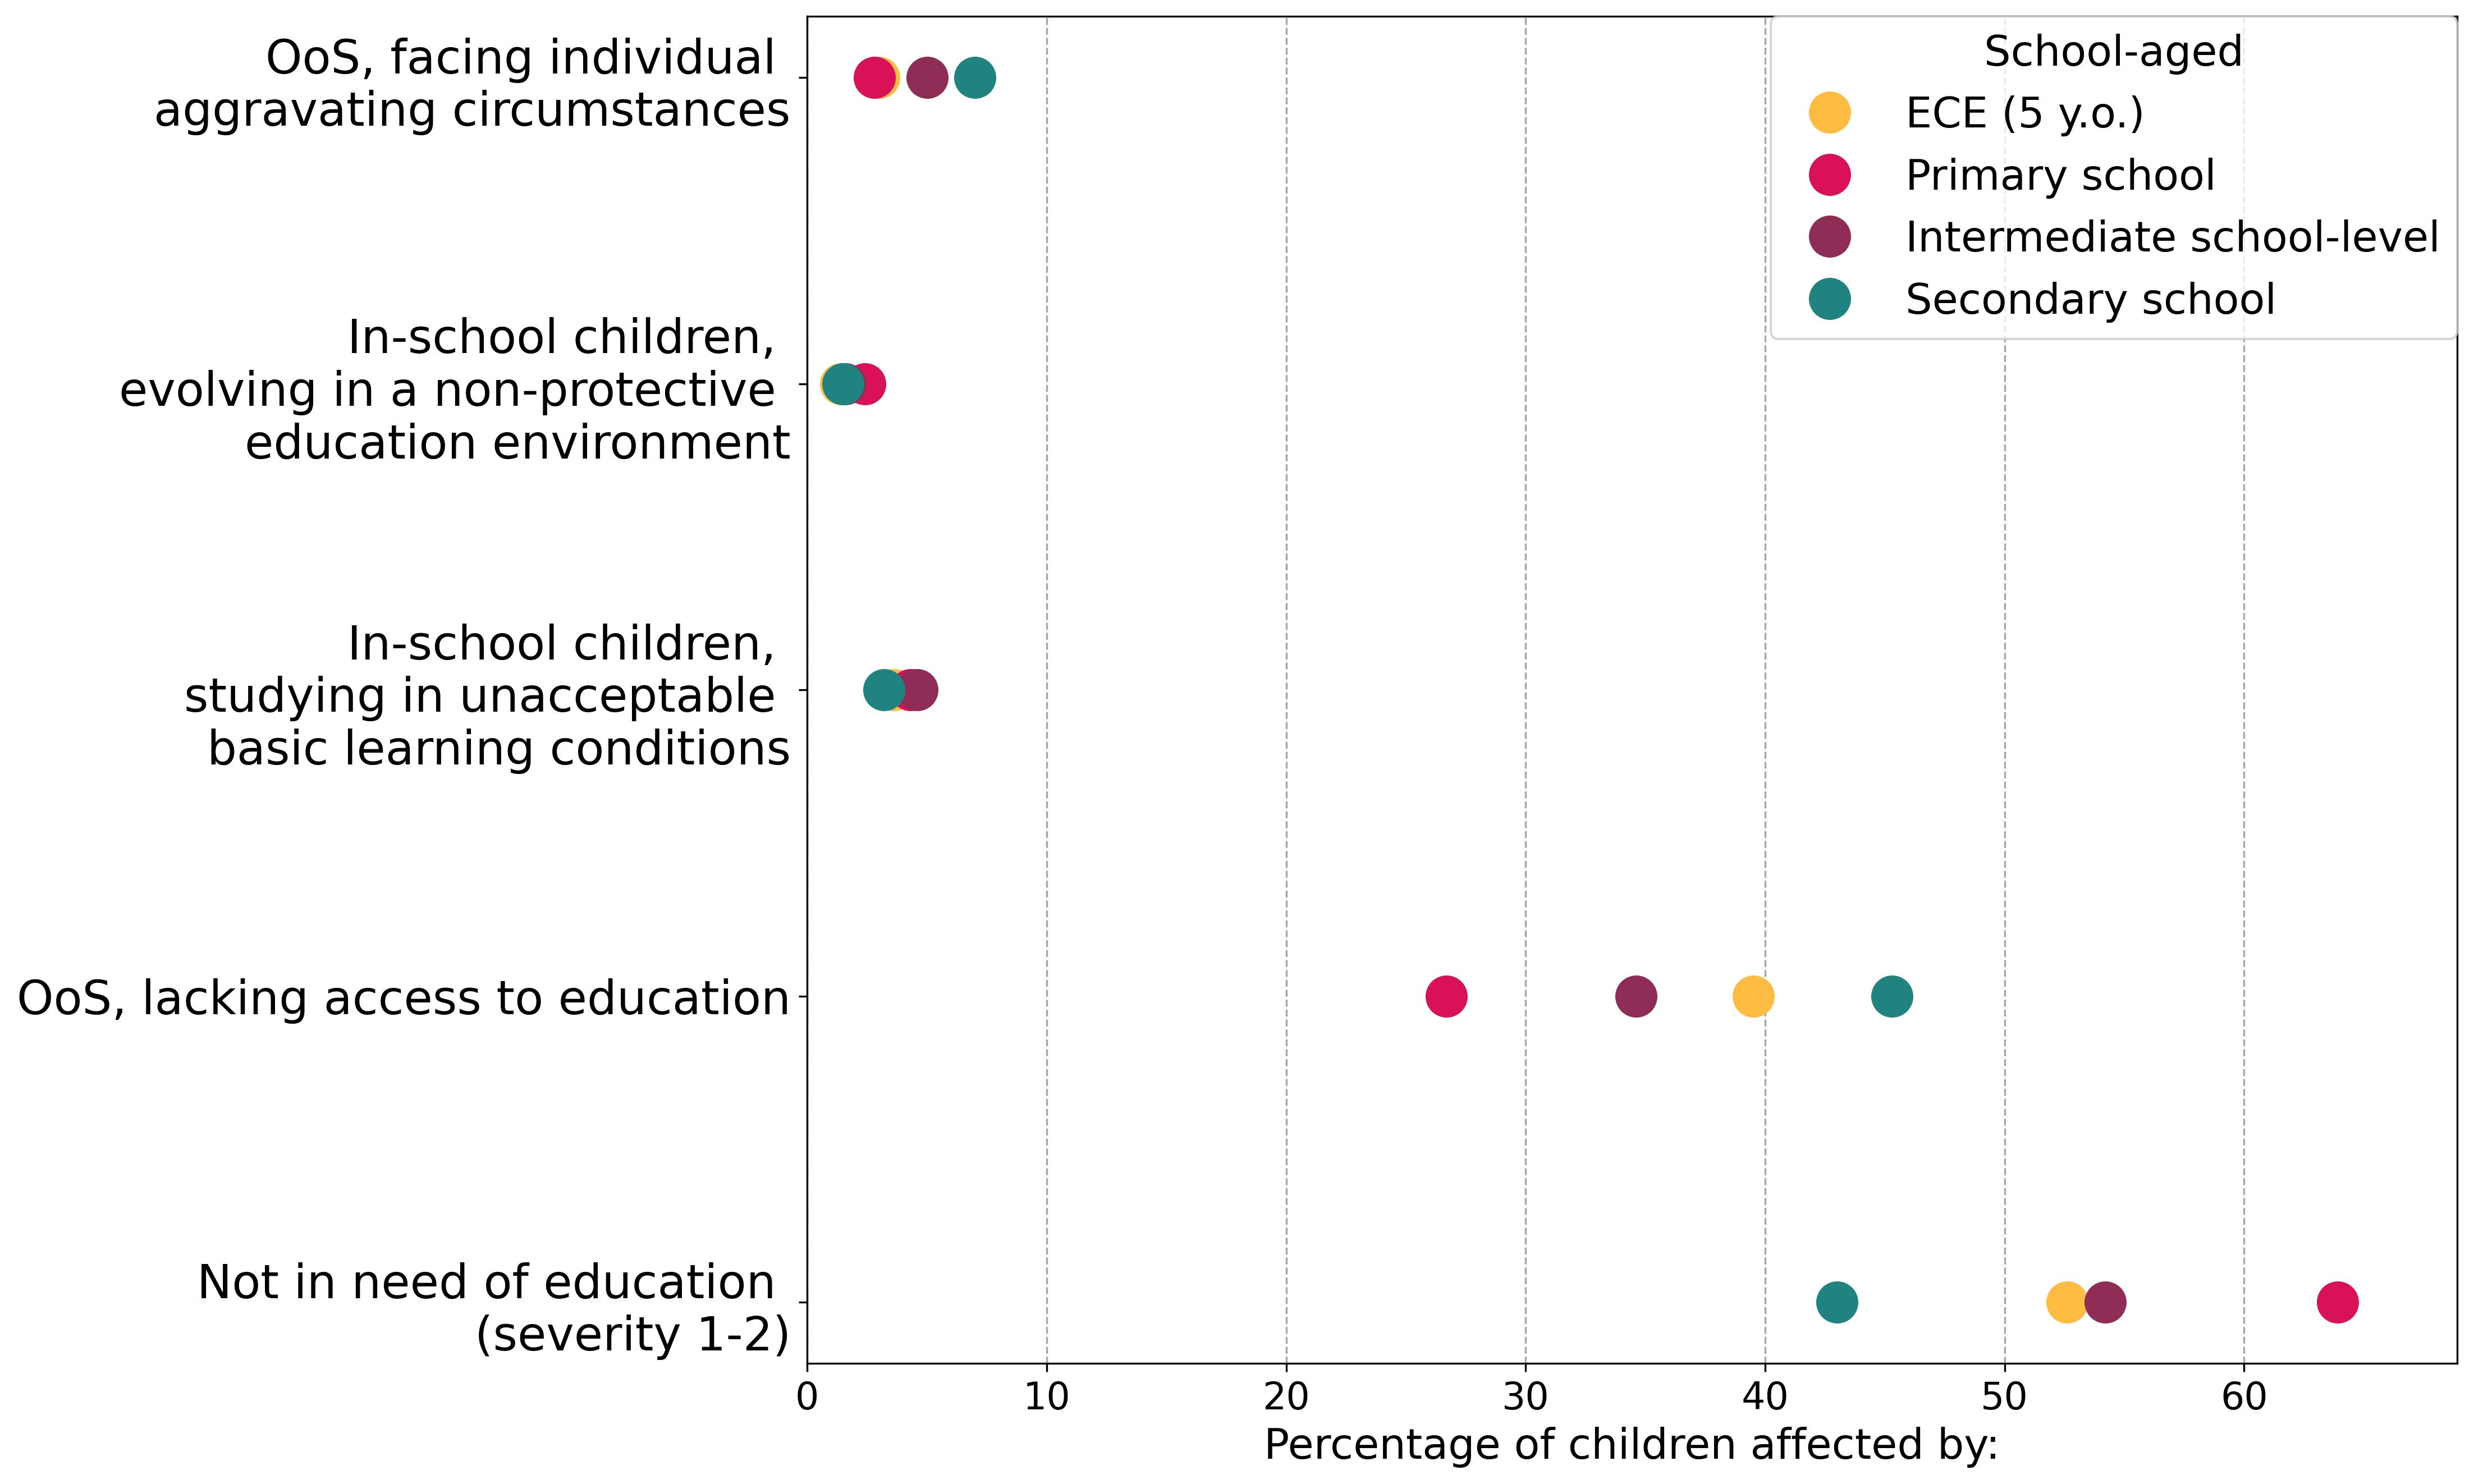 OoS, facing individual
aggravating circumstances
In-school children,
evolving in a non-protective
education environment
In-school children,
studying in unacceptable
basic learning conditions
OoS, lacking access to education
Not in need of education
(severity 1-2)
School-aged
ECE (5 y.o.)
Primary school
Intermediate school-level
Secondary school
0 10 20 30 40 50 60
Percentage of children affected by: